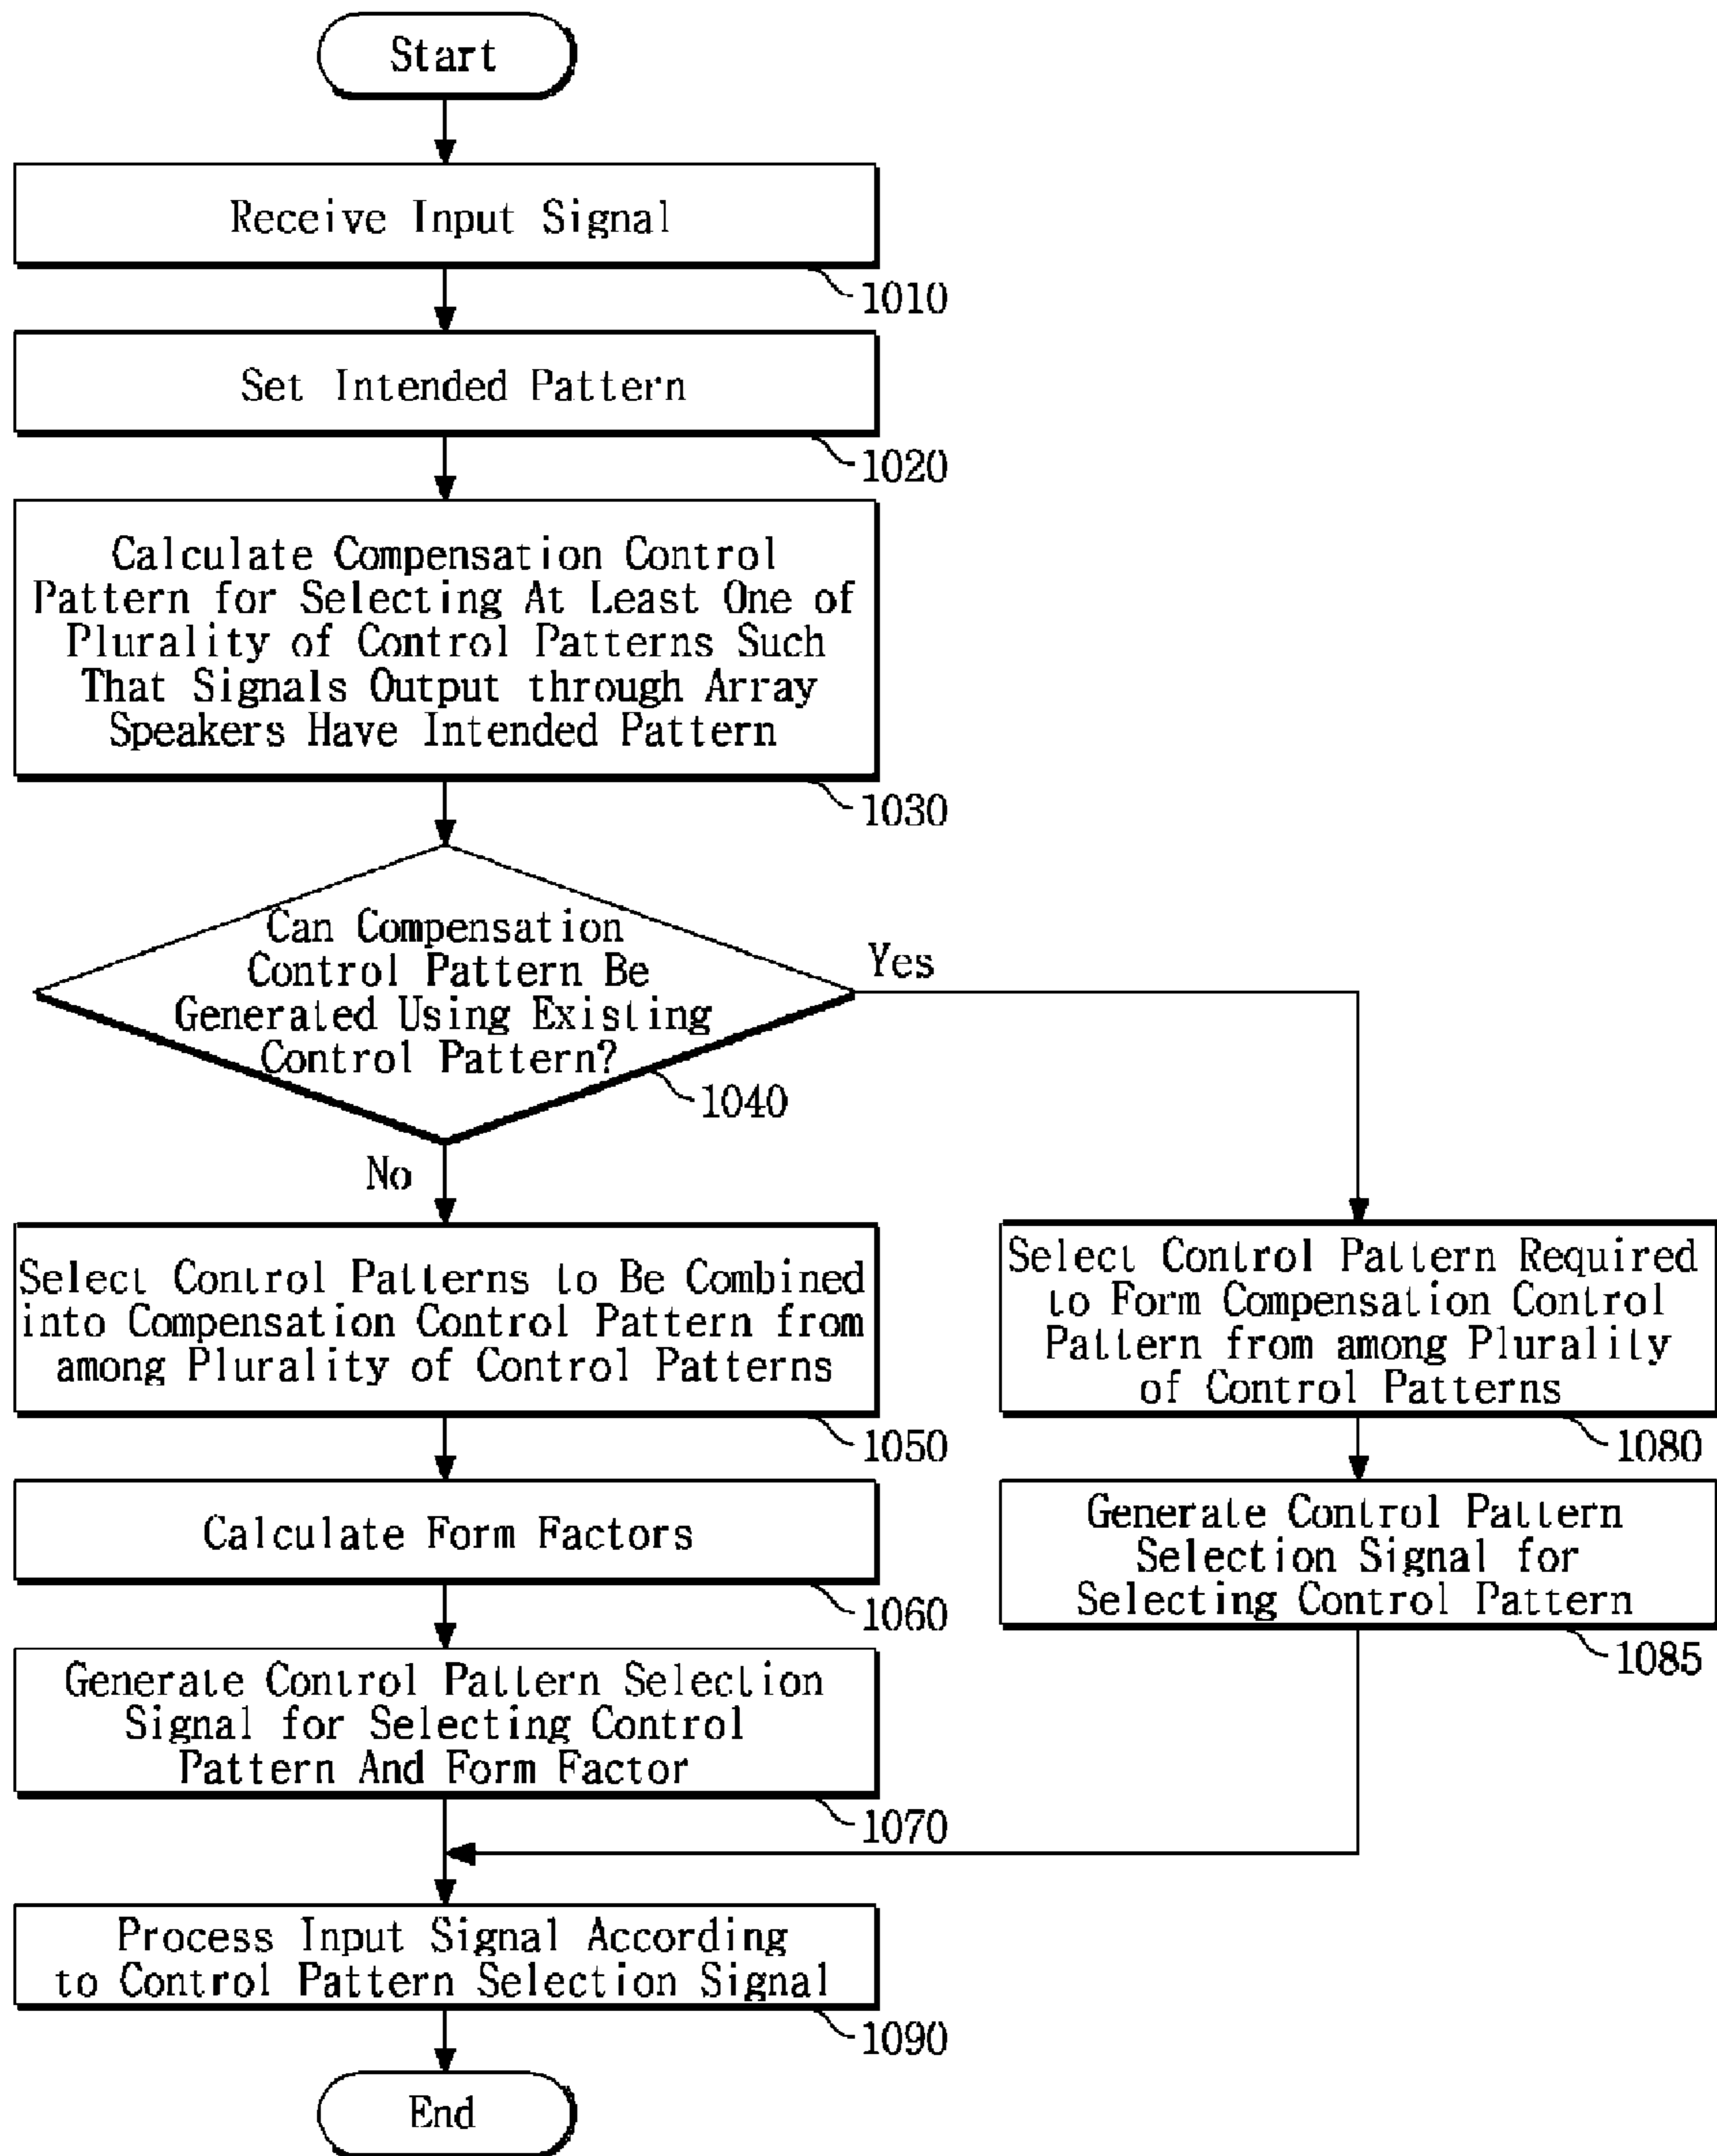 Start
Receive Input Signal
1010
Set Intended Pattern
1020
Calculate Compensation Control
Pattern for Selecting At Least One of
Plurality of Control Patterns Such
That Signals Output through Array
Speakers Have Intended Pattern
1030
Can Compensation
Control Pattern Be
Generated Using Existing
Control Pattern?
1040
Yes
No
Select Control Patterns to Be Combined
into Compensation Control Pattern from
among Plurality of Control Patterns
1050
Calculate Form Factors
1060
Generate Control Pattern Selection
Signal for Selecting Control
Pattern And Form Factor
1070
Select Control Pattern Required
to Form Compensation Control
Pattern from among Plurality
of Control Patterns
1080
Generate Control Pattern
Selection Signal for
Selecting Control Pattern
1085
Process Input Signal According
to Control Pattern Selection Signal
1090
End